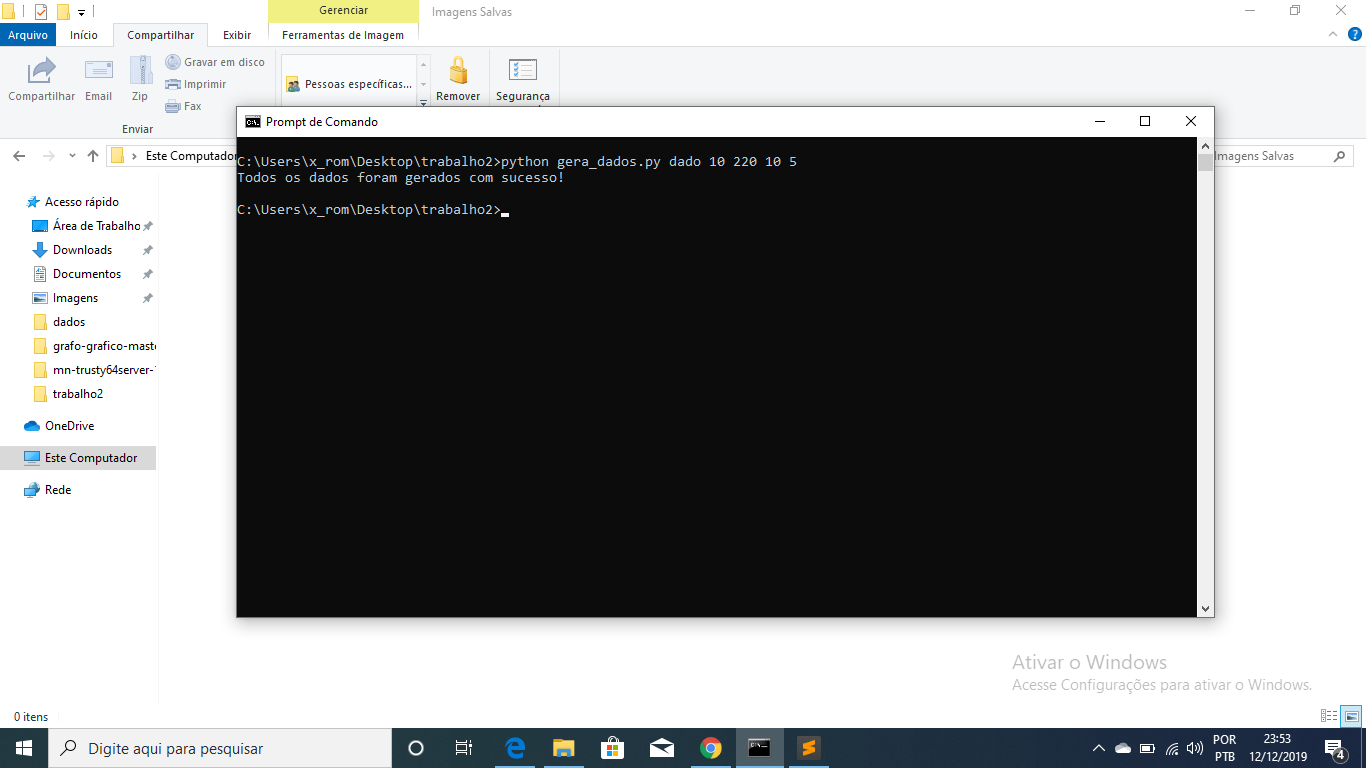 Gerenciar
Imagens Salvas
Arquivo
Início
Compartilhar
Exibir
Ferramentas de Imagem
Compartilhar
Email
Zip
Gravar em disco
Imprimir
Fax
Pessoas específicas...
Remover
Segurança
Enviar
Este Computador
Imagens Salvas
Prompt de Comando
C:\Users\x_rom\Desktop\trabalho2>python gera_dados.py dado 10 220 10 5
Todos os dados foram gerados com sucesso!
C:\Users\x_rom\Desktop\trabalho2>
Acesso rápido
Área de Trabalho
Downloads
Documentos
Imagens
dados
grafo-grafico-maste
mn-trusty64server-
trabalho2
OneDrive
Este Computador
Rede
Ativar o Windows
Acesse Configurações para ativar o Windows.
0 itens
Digite aqui para pesquisar
POR
PTB
23:53
12/12/2019
4